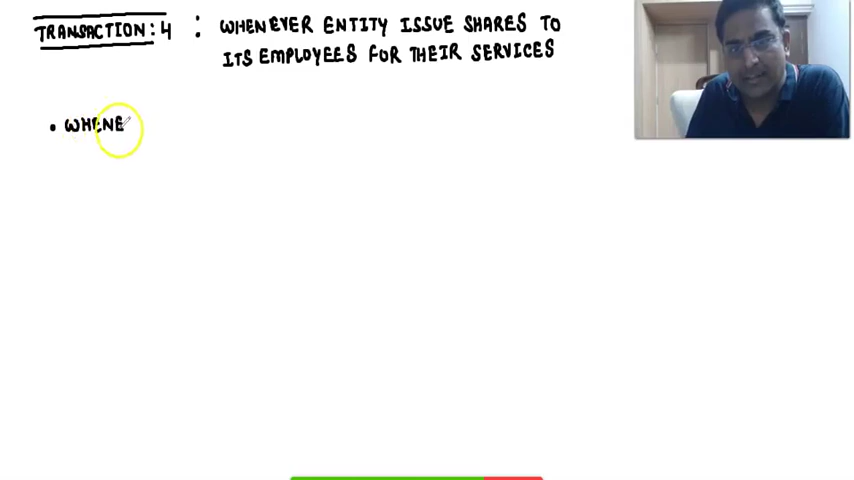 TRANSACTION: 4 : WHENEVER ENTITY ISSUE SHARES TO
ITS EMPLOYEES FOR THEIR SERVICES
• WHENE